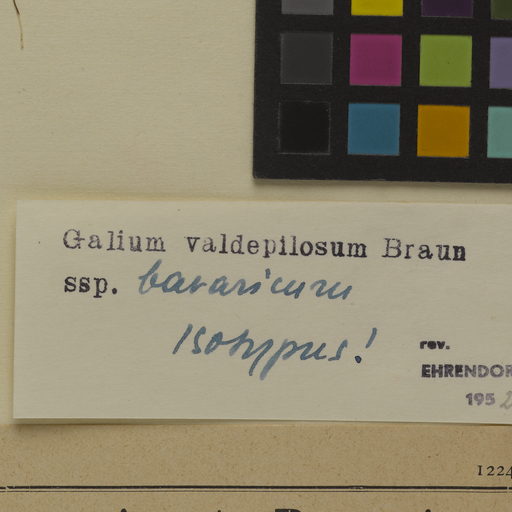 Galium valdepilosum Braun
ssp. bavaricum
Isotypus!
rev.
EHRENDOR
195
1224